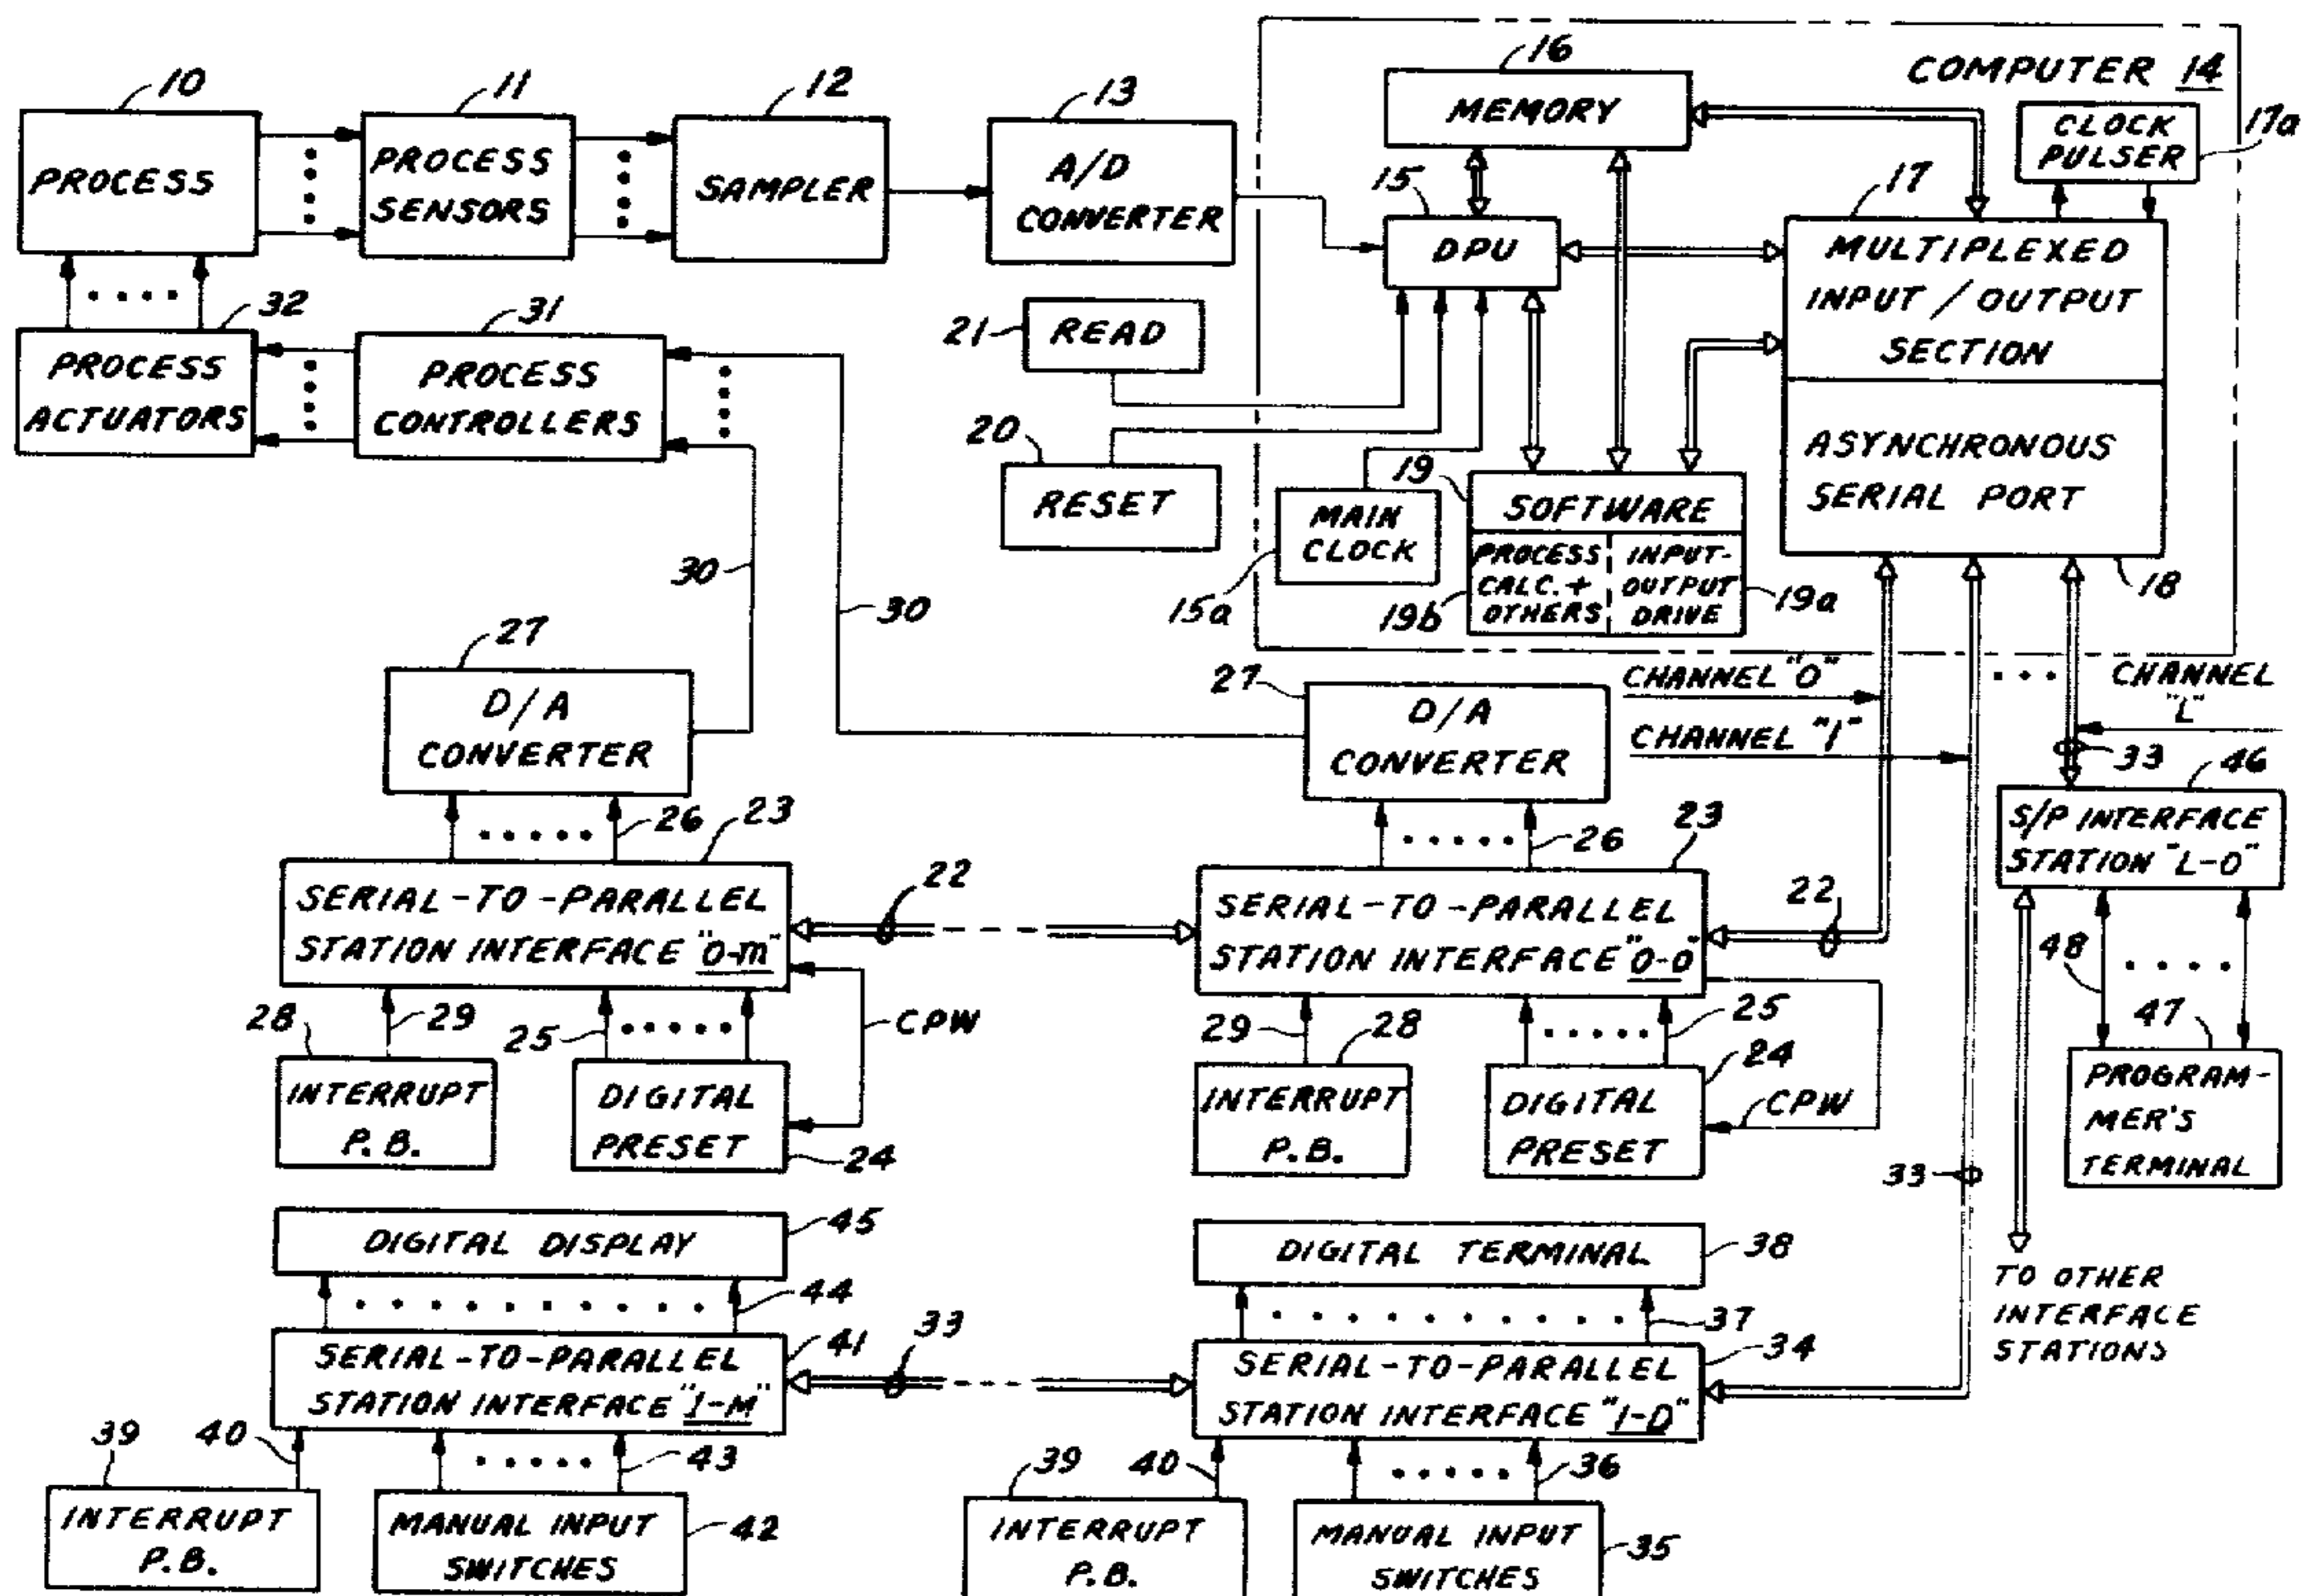 10
PROCESS
11
PROCESS
SENSORS
12
SAMPLER
13
A/D
CONVERTER
COMPUTER 14
16
MEMORY
CLOCK
PULSER
17a
15
DPU
17
MULTIPLEXED
INPUT / OUTPUT
SECTION
ASYNCHRONOUS
SERIAL PORT
18
21
READ
20
RESET
MAIN
CLOCK
15a
19
SOFTWARE
PROCESS
CALC. +
OTHERS
19b
INPUT-
OUTPUT
DRIVE
19a
32
PROCESS
ACTUATORS
31
PROCESS
CONTROLLERS
30
30
27
D/A
CONVERTER
27
D/A
CONVERTER
CHANNEL "0"
CHANNEL "1"
CHANNEL
"L"
33
46
S/P INTERFACE
STATION "L-O"
26
23
SERIAL-TO-PARALLEL
STATION INTERFACE "O-M"
22
26
23
SERIAL-TO-PARALLEL
STATION INTERFACE "O-O"
22
28
29
INTERRUPT
P.B.
25
DIGITAL
PRESET
24
CPW
29
28
INTERRUPT
P.B.
25
24
DIGITAL
PRESET
CPW
33
48
47
PROGRAM-
MER'S
TERMINAL
TO OTHER
INTERFACE
STATIONS
45
DIGITAL DISPLAY
44
41
SERIAL-TO-PARALLEL
STATION INTERFACE "1-M"
33
38
DIGITAL TERMINAL
37
34
SERIAL-TO-PARALLEL
STATION INTERFACE "1-O"
39
40
INTERRUPT
P.B.
43
MANUAL INPUT
SWITCHES
42
39
40
INTERRUPT
P.B.
36
MANUAL INPUT
SWITCHES
35